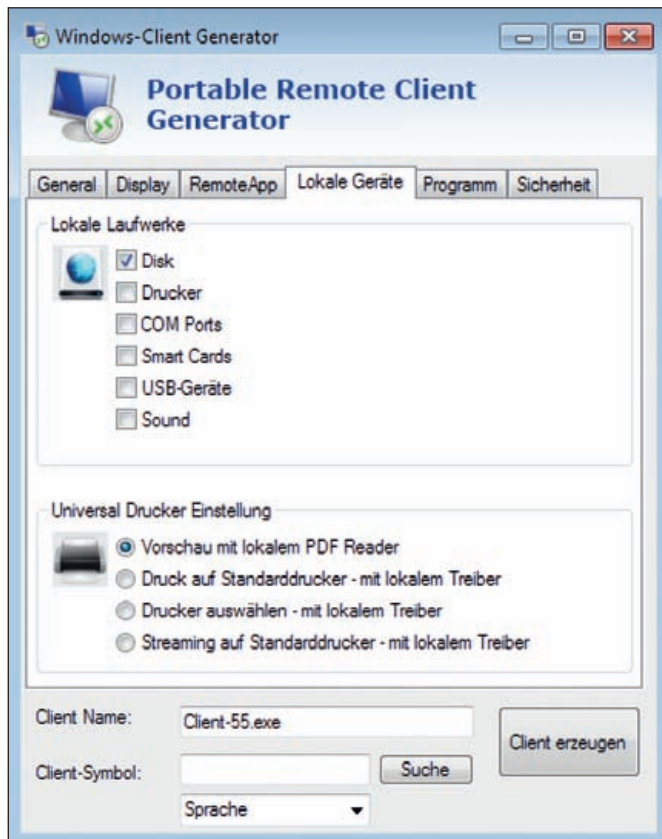 Windows-Client Generator
Portable Remote Client
Generator
General Display RemoteApp Lokale Geräte Programm Sicherheit
Lokale Laufwerke
Disk
Drucker
COM Ports
Smart Cards
USB-Geräte
Sound
Universal Drucker Einstellung
Vorschau mit lokalem PDF Reader
Druck auf Standarddrucker - mit lokalem Treiber
Drucker auswählen - mit lokalem Treiber
Streaming auf Standarddrucker - mit lokalem Treiber
Client Name: Client-55.exe
Client erzeugen
Client-Symbol: Suche
Sprache